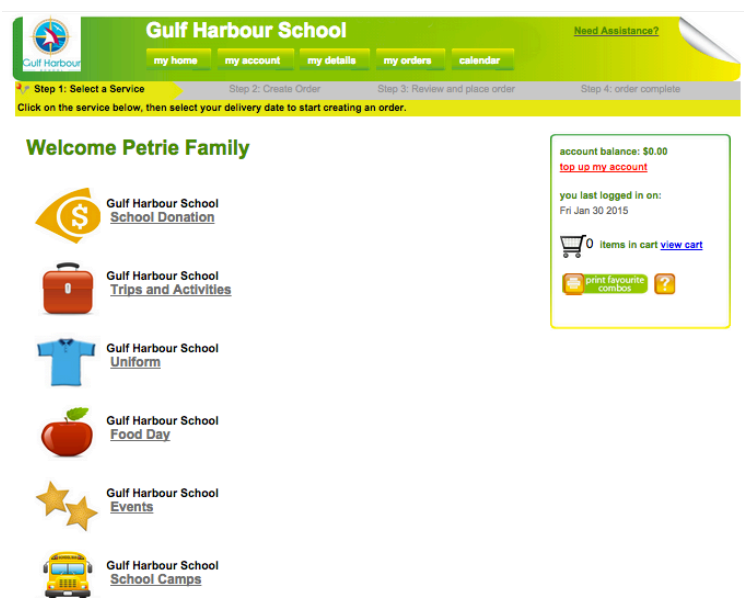 Gulf Harbour School
Need Assistance?
Gulf Harbour
SCHOOL
my home my account my details my orders calendar
Step 1: Select a Service Step 2: Create Order Step 3: Review and place order Step 4: order complete
Click on the service below, then select your delivery date to start creating an order.
Welcome Petrie Family
Gulf Harbour School
School Donation
Gulf Harbour School
Trips and Activities
Gulf Harbour School
Uniform
Gulf Harbour School
Food Day
Gulf Harbour School
Events
Gulf Harbour School
School Camps
account balance: $0.00
top up my account
you last logged in on:
Fri Jan 30 2015
0 items in cart view cart
print favourite
combos
?